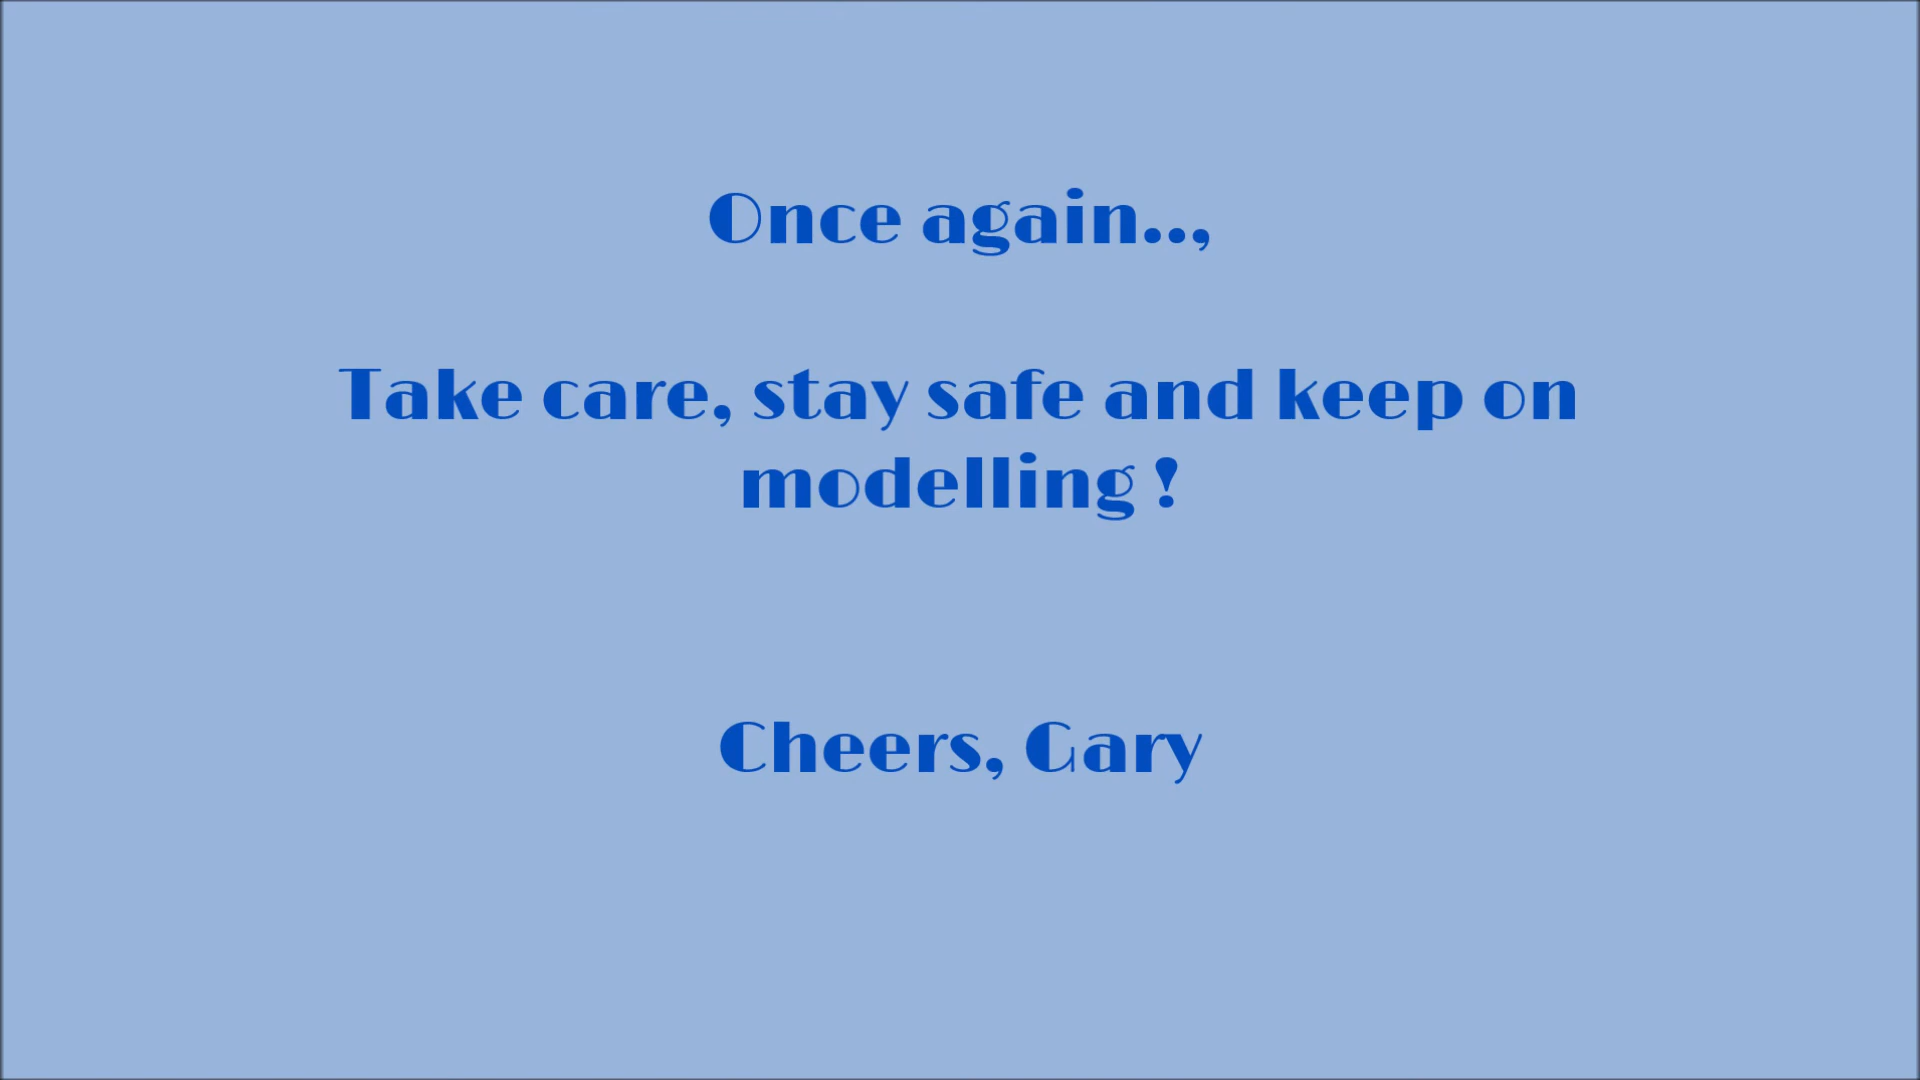 Once again..,
Take care, stay safe and keep on
modelling !
Cheers, Gary